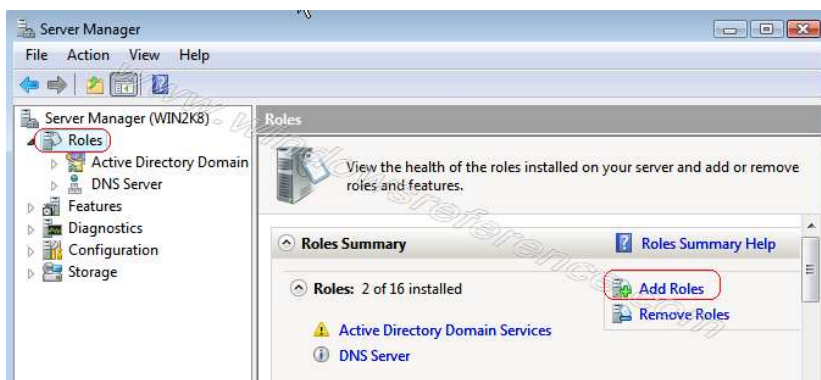 Server Manager
File Action View Help
Server Manager (WIN2K8)
Roles
Active Directory Domain
DNS Server
Features
Diagnostics
Configuration
Storage
Roles
View the health of the roles installed on your server and add or remove
roles and features.
Roles Summary
Roles Summary Help
Roles: 2 of 16 installed
Add Roles
Remove Roles
Active Directory Domain Services
DNS Server
www.windowsreference.com